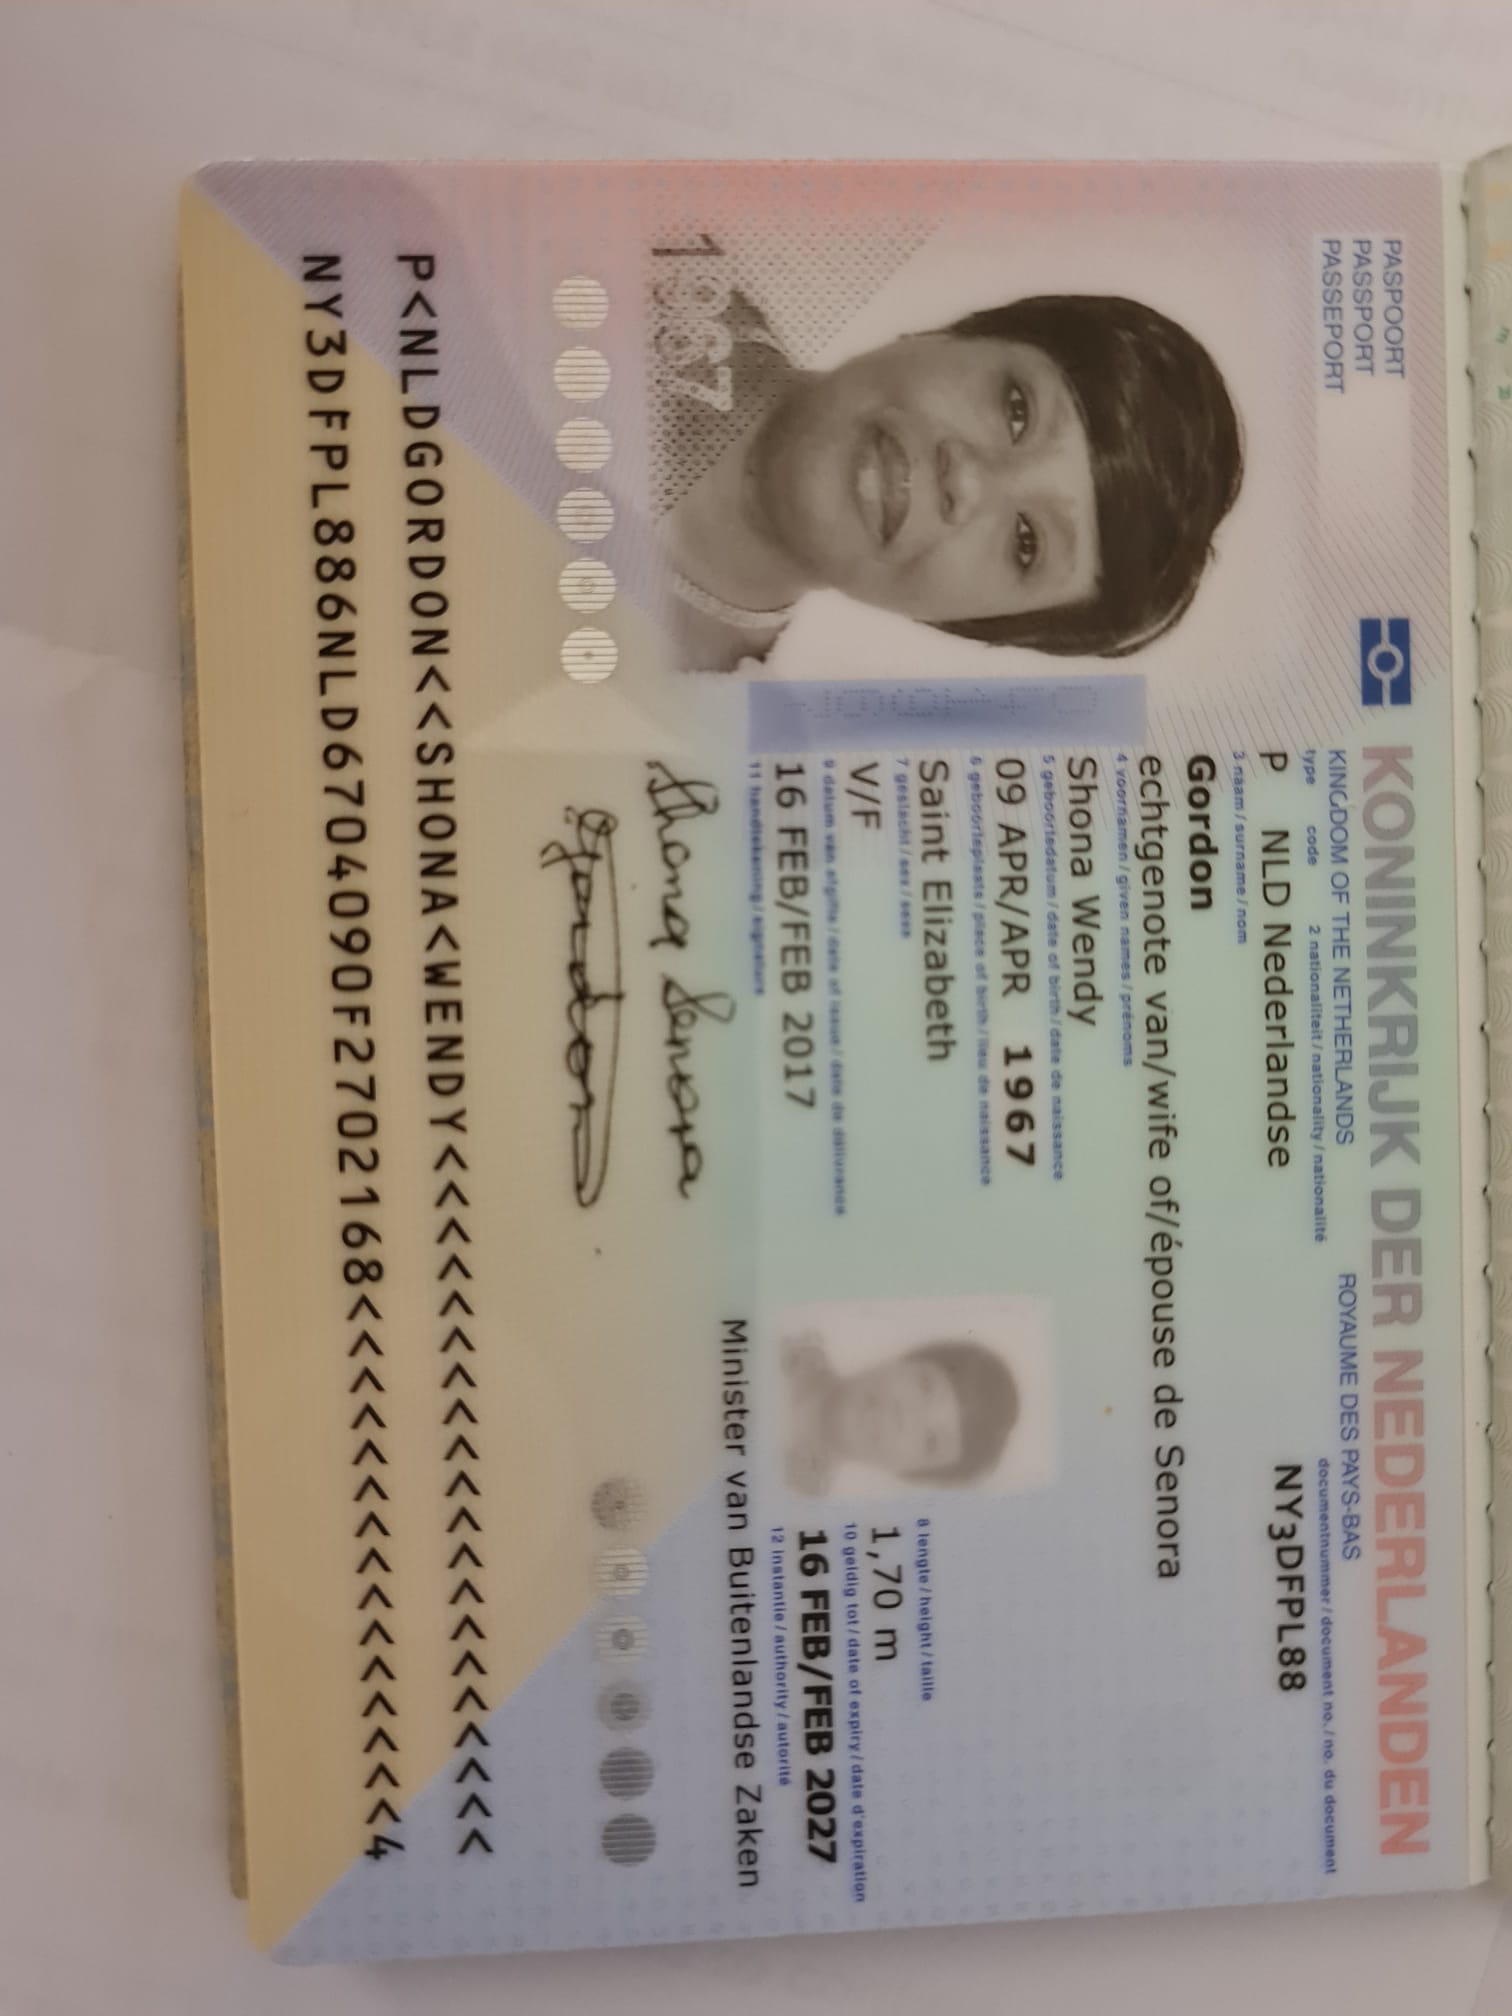 PASPOORT
PASSPORT
PASSEPORT
KONINKRIJK DER NEDERLANDEN
KINGDOM OF THE NETHERLANDS ROYAUME DES PAYS-BAS
type code 2 nationaliteit / nationality / nationalité documentnummer / document no. / no. du document
P NLD Nederlandse NY3DFPL88
3 naam / surname / nom
Gordon
echtgenote van/wife of/épouse de Senora
4 voornamen / given names / prénoms
Shona Wendy
5 geboortedatum / date of birth / date de naissance
09 APR/APR 1967
6 geboorteplaats / place of birth / lieu de naissance
Saint Elizabeth
7 geslacht / sex / sexe 8 lengte / height / taille
V/F 1,70 m
9 datum van afgifte / date of issue / date de délivrance 10 geldig tot / date of expiry / date d'expiration
16 FEB/FEB 2017 16 FEB/FEB 2027
11 handtekening / signature 12 instantie / authority / autorité
Minister van Buitenlandse Zaken
Shona Senora
Gordon
1967
P<NLDGORDON<<SHONA<WENDY<<<<<<<<<<<<<<<<<<<<
NY3DFPL886NLD6704090F2702168<<<<<<<<<<<<<<<4